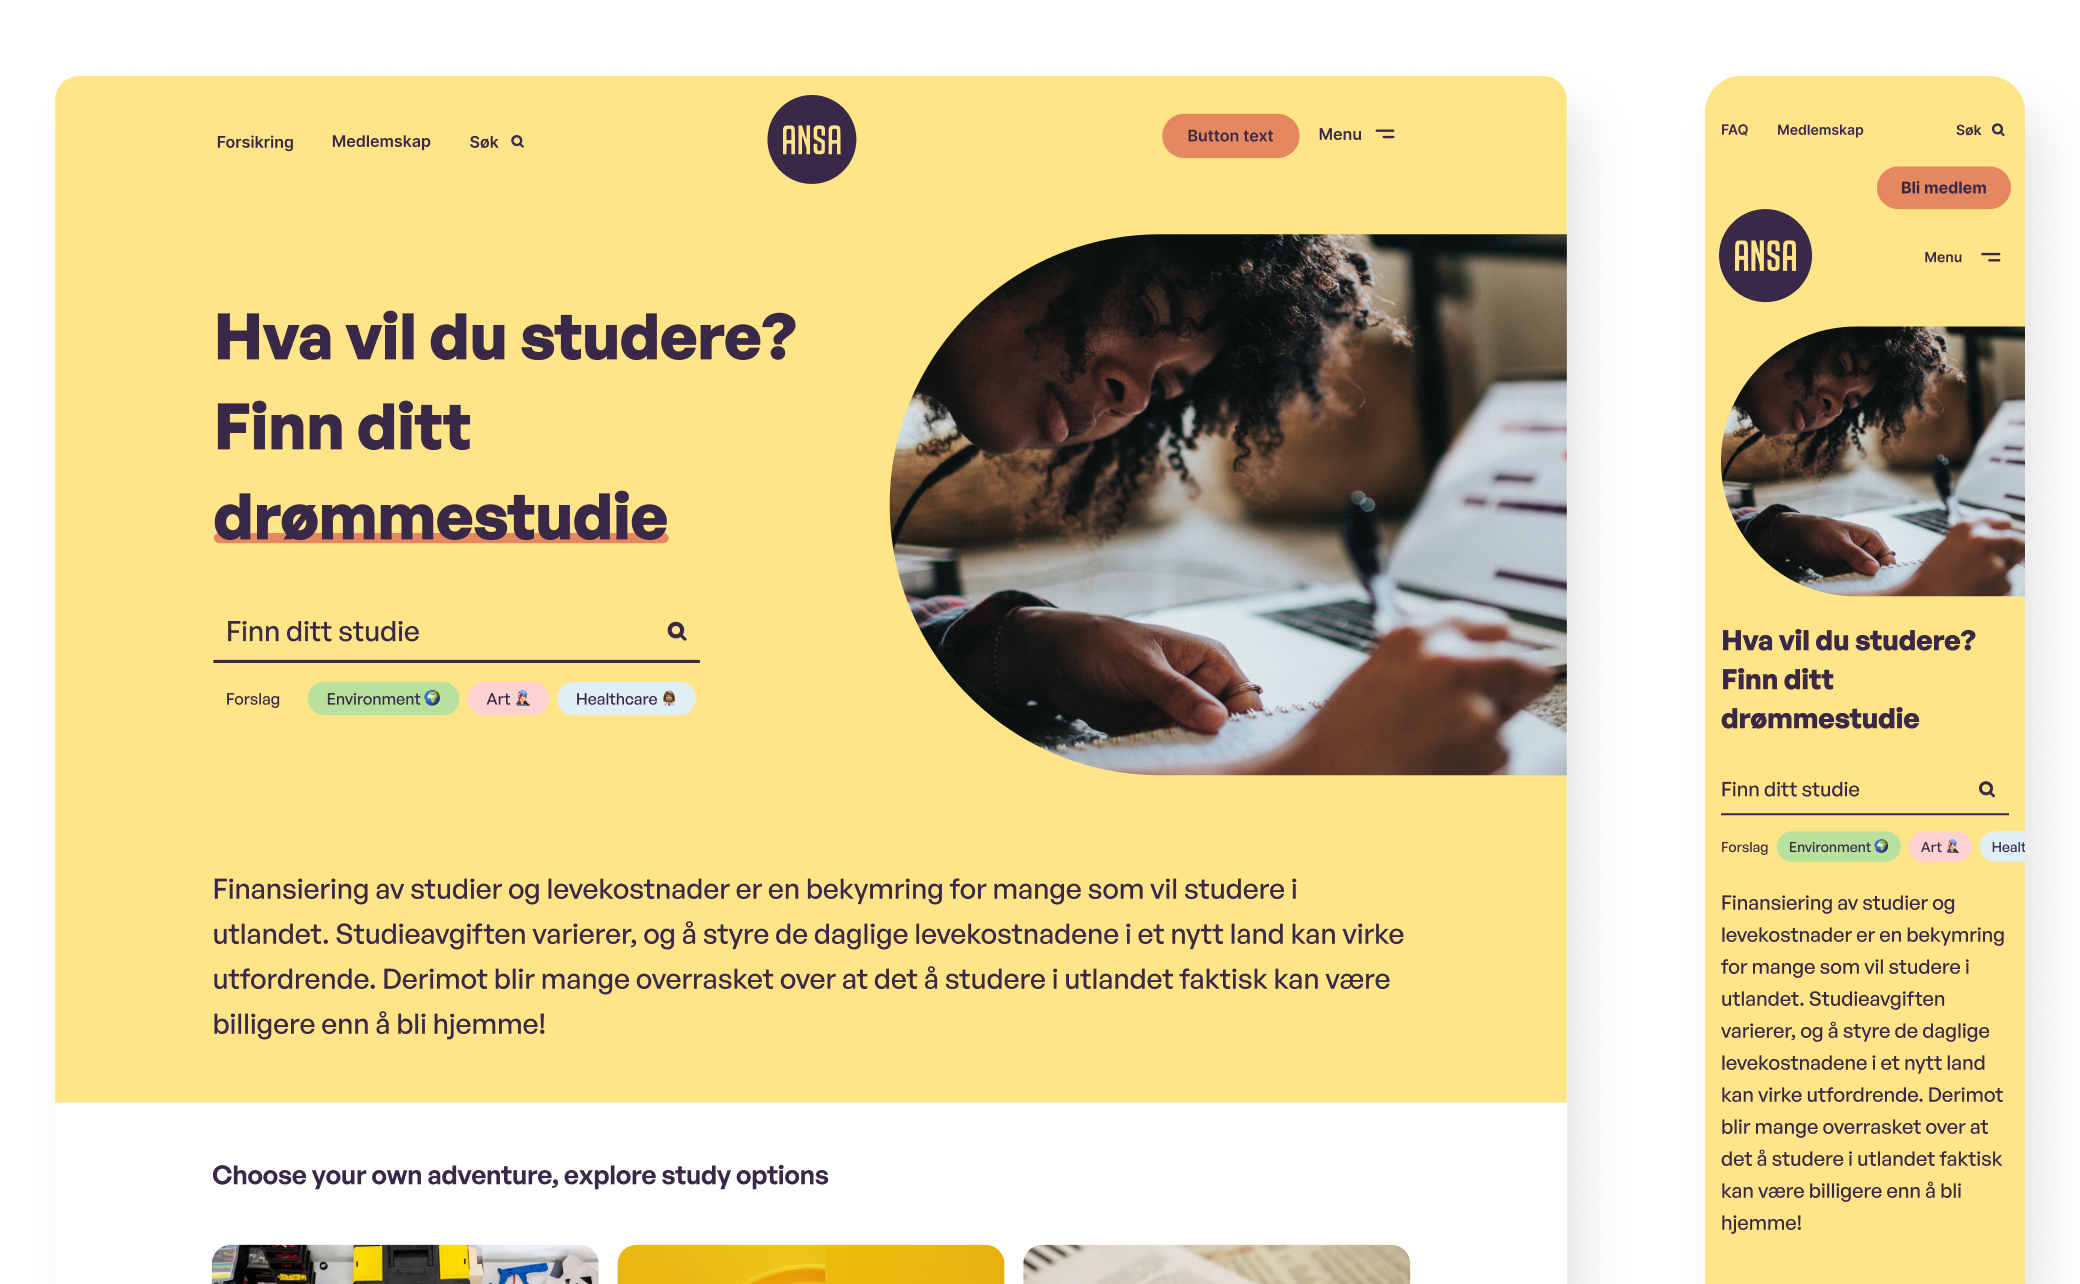 Forsikring
Medlemskap
Søk
ANSA
Button text
Menu
Hva vil du studere?
Finn ditt
drømmestudie
Finn ditt studie
Forslag
Environment 🌍
Art 🧑🏽‍🎨
Healthcare 👩🏽‍⚕️
Finansiering av studier og levekostnader er en bekymring for mange som vil studere i
utlandet. Studieavgiften varierer, og å styre de daglige levekostnadene i et nytt land kan virke
utfordrende. Derimot blir mange overrasket over at det å studere i utlandet faktisk kan være
billigere enn å bli hjemme!
Choose your own adventure, explore study options
FAQ
Medlemskap
Søk
Bli medlem
ANSA
Menu
Hva vil du studere?
Finn ditt
drømmestudie
Finn ditt studie
Forslag
Environment 🌍
Art 🧑🏽‍🎨
Healt
Finansiering av studier og
levekostnader er en bekymring
for mange som vil studere i
utlandet. Studieavgiften
varierer, og å styre de daglige
levekostnadene i et nytt land
kan virke utfordrende. Derimot
blir mange overrasket over at
det å studere i utlandet faktisk
kan være billigere enn å bli
hjemme!